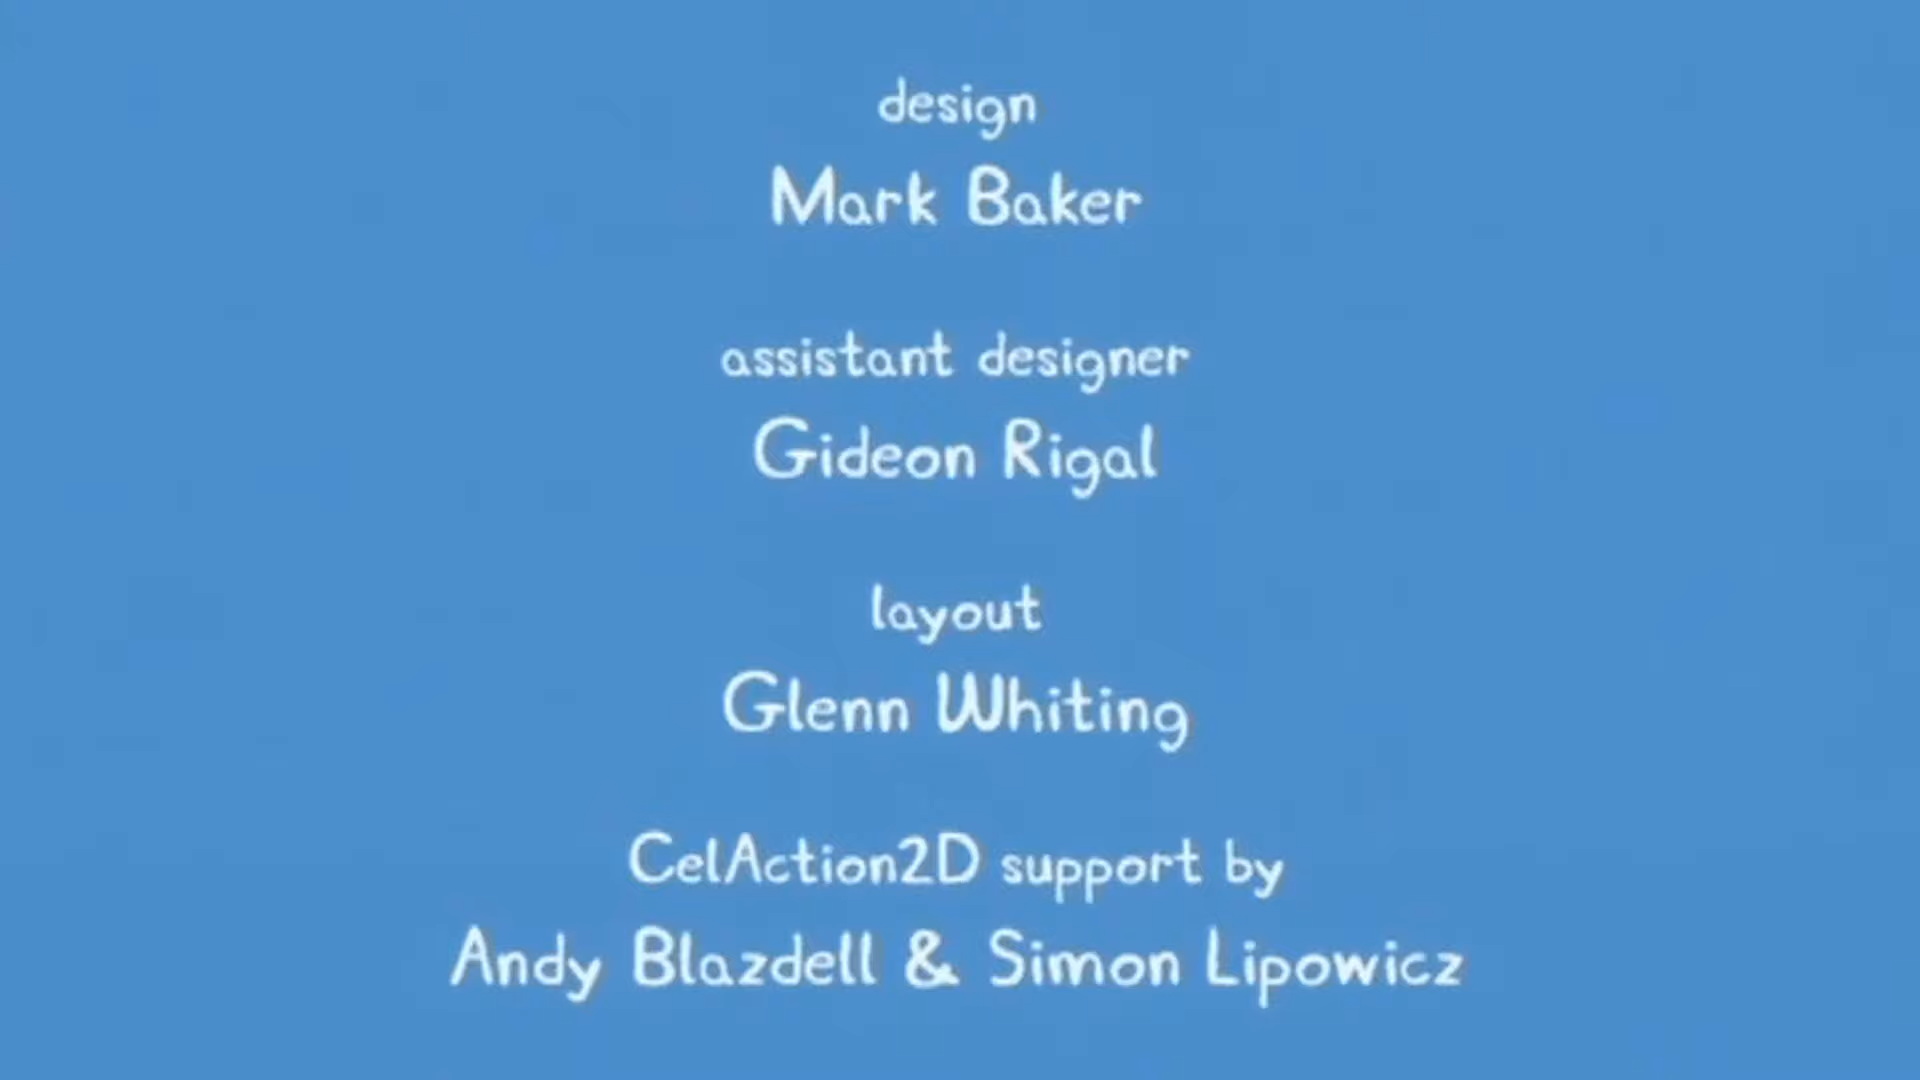 design
Mark Baker
assistant designer
Gideon Rigal
layout
Glenn Whiting
CelAction2D support by
Andy Blazdell & Simon Lipowicz